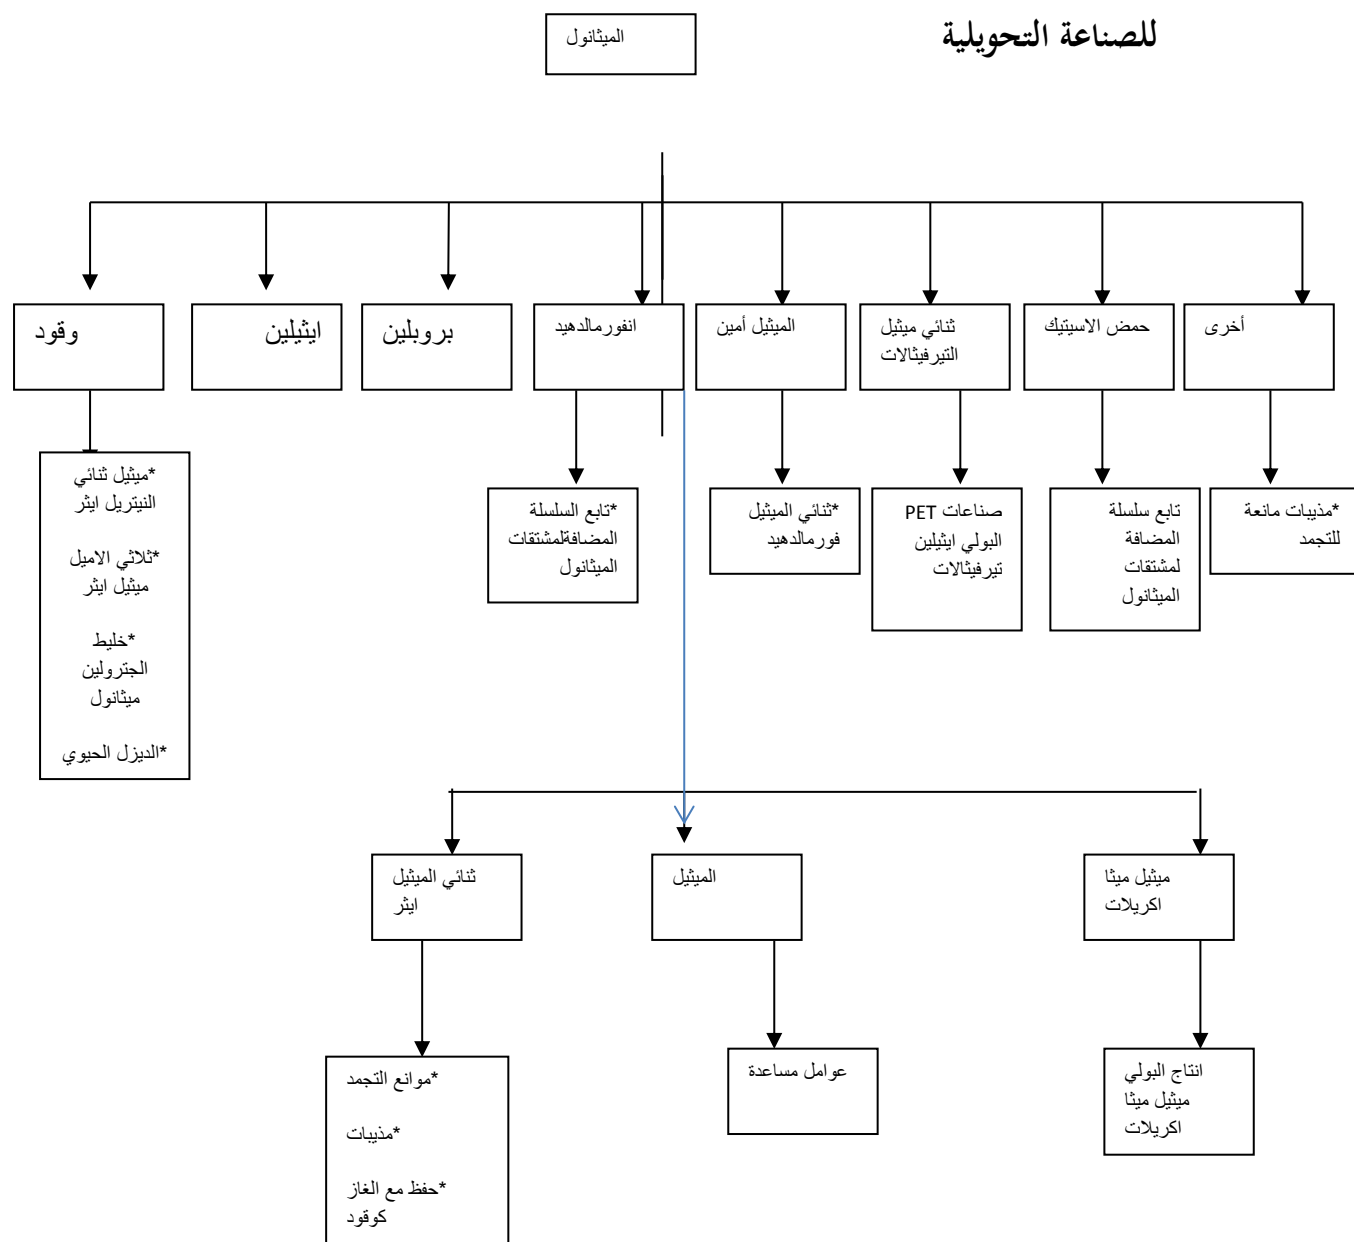 للصناعة التحويلية
الميثانول
أخرى
حمض الاسيتيك
ثنائي ميثيل
التيرفيثالات
الميثيل أمين
انفورمالدهيد
بروبلين
ايثيلين
وقود
*مذيبات مانعة
للتجمد
تابع سلسلة
المضافة
لمشتقات
الميثانول
صناعات PET
البولي ايثيلين
تيرفيثالات
*ثنائي الميثيل
فورمالدهيد
*تابع السلسلة
المضافةلمشتقات
الميثانول
*ميثيل ثنائي
النيتريل ايثر
*ثلاثي الاميل
ميثيل ايثر
*خليط
الجترولين
ميثانول
*الديزل الحيوي
ميثيل ميثا
اكريلات
الميثيل
ثنائي الميثيل
ايثر
انتاج البولي
ميثيل ميثا
اكريلات
عوامل مساعدة
*موانع التجمد
*مذيبات
*حفظ مع الغاز
كوقود